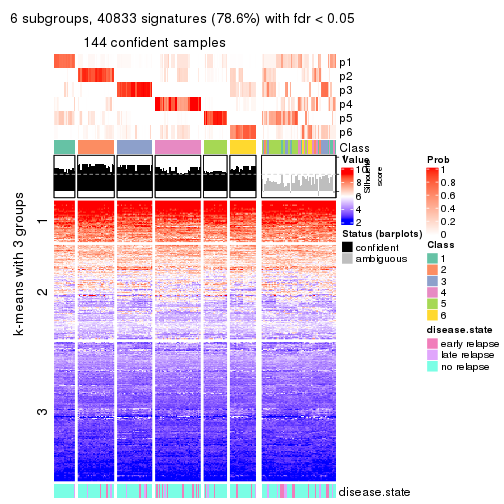 6 subgroups, 40833 signatures (78.6%) with fdr < 0.05
144 confident samples
p1
p2
p3
p4
p5
p6
Class
k-means with 3 groups
1
2
3
disease.state
Value
10
8
6
4
2
Silhouette
score
Status (barplots)
confident
ambiguous
Prob
1
0.8
0.6
0.4
0.2
0
Class
1
2
3
4
5
6
disease.state
early relapse
late relapse
no relapse